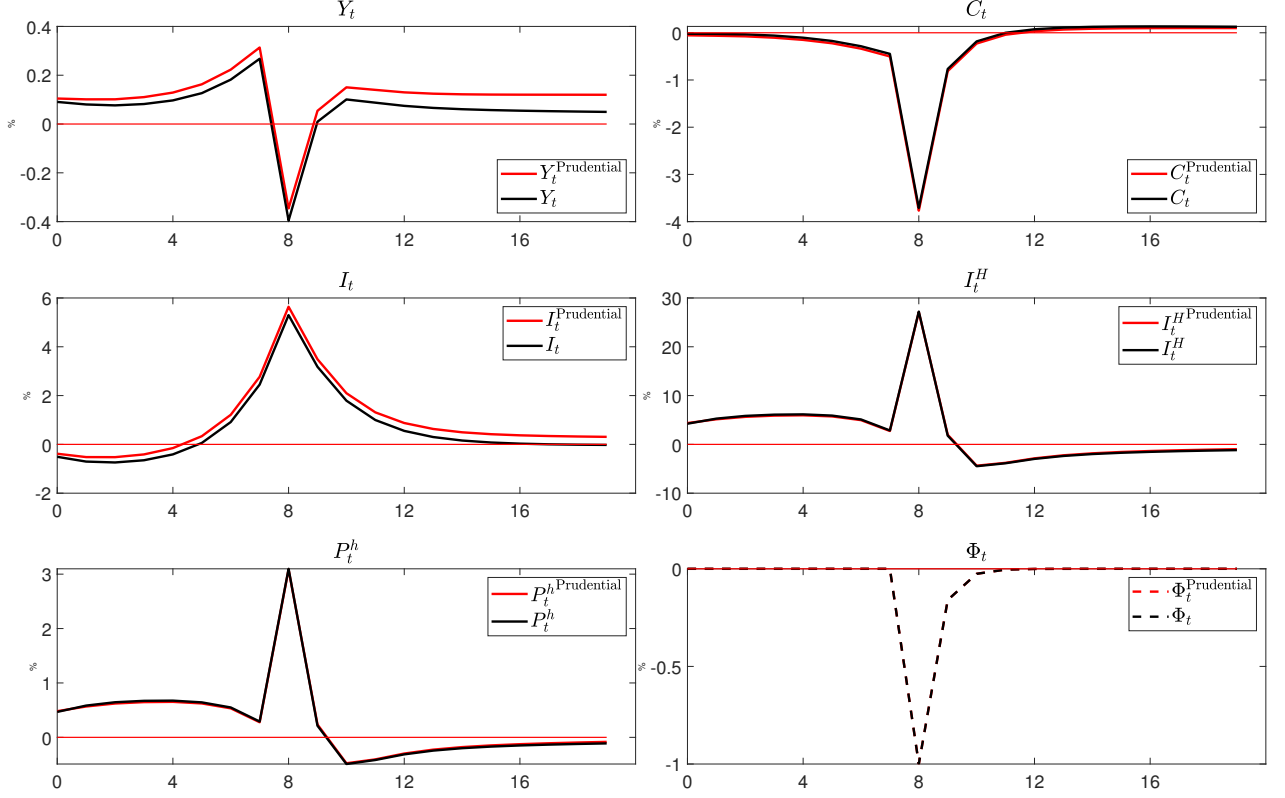 Y_t
0.4
0.2
0
-0.2
-0.4
%
Y_t^Prudential
Y_t
0 4 8 12 16
C_t
0
-1
-2
-3
-4
%
C_t^Prudential
C_t
0 4 8 12 16
I_t
6
4
2
0
-2
%
I_t^Prudential
I_t
0 4 8 12 16
I_t^H
30
20
10
0
-10
%
I_t^H Prudential
I_t^H
0 4 8 12 16
P_t^h
3
2
1
0
%
P_t^h Prudential
P_t^h
0 4 8 12 16
Φ_t
0
-0.5
-1
%
Φ_t^Prudential
Φ_t
0 4 8 12 16